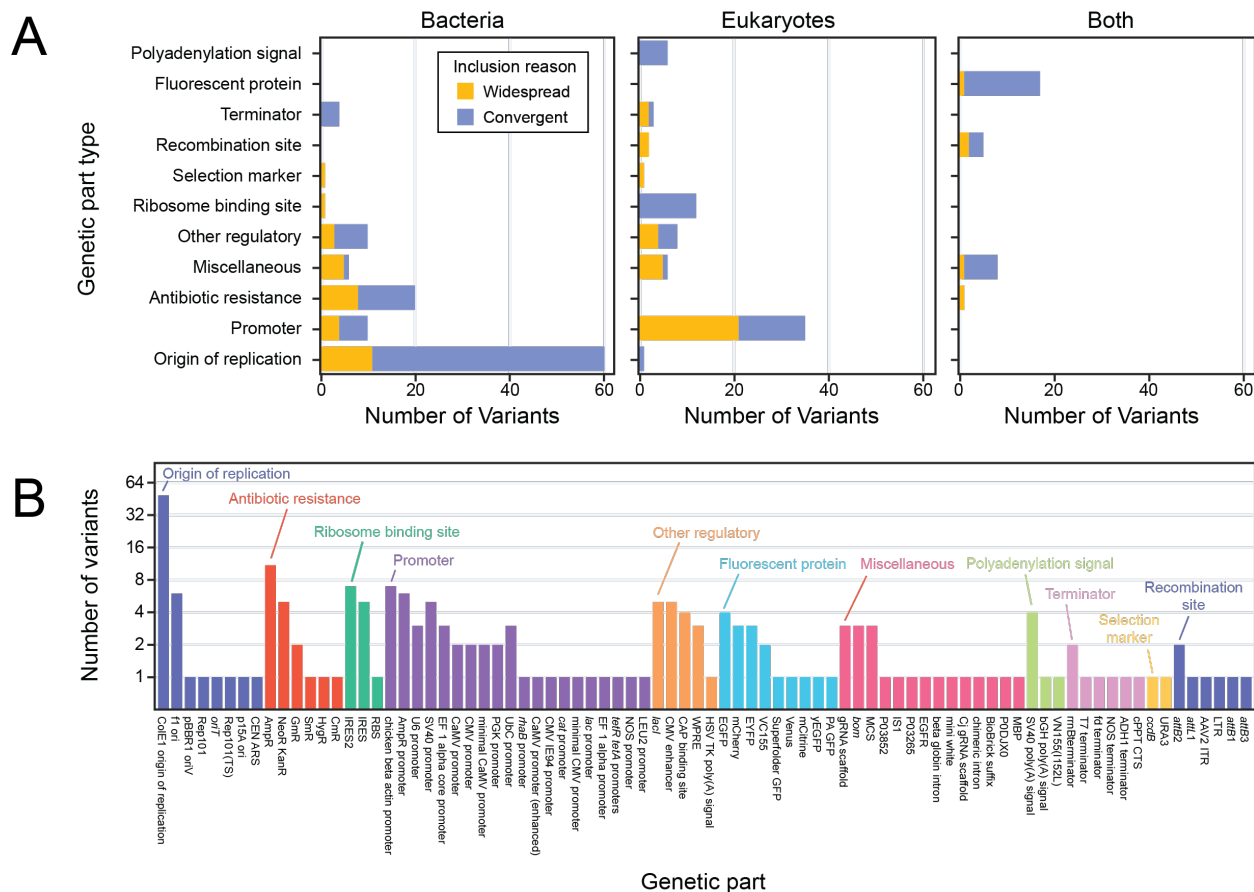 A
Bacteria
Eukaryotes
Both
Genetic part type
Polyadenylation signal
Fluorescent protein
Terminator
Recombination site
Selection marker
Ribosome binding site
Other regulatory
Miscellaneous
Antibiotic resistance
Promoter
Origin of replication
Inclusion reason
Widespread
Convergent
0 20 40 60
0 20 40 60
0 20 40 60
Number of Variants
Number of Variants
Number of Variants
B
Number of variants
64
32
16
8
4
2
1
Origin of replication
Antibiotic resistance
Ribosome binding site
Promoter
Other regulatory
Fluorescent protein
Miscellaneous
Polyadenylation signal
Terminator
Selection
marker
Recombination
site
ColE1 origin of replication
f1 ori
pBBR1 oriV
Rep101
oriT
Rep101(TS)
p15A ori
CEN ARS
AmpR
NeoR KanR
GmR
SmR
HygR
CmR
IRES2
IRES
RBS
chicken beta actin promoter
AmpR promoter
U6 promoter
SV40 promoter
EF 1 alpha core promoter
CaMV promoter
CMV promoter
minimal CaMV promoter
PGK promoter
UbC promoter
rhaB promoter
CaMV promoter (enhanced)
CMV IE94 promoter
cat promoter
minimal CMV promoter
lac promoter
EF 1 alpha promoter
tetR tetA promoters
NOS promoter
LEU2 promoter
lacI
CMV enhancer
CAP binding site
WPRE
HSV TK poly(A) signal
EGFP
mCherry
EYFP
VC155
Superfolder GFP
Venus
mCitrine
yEGFP
PA GFP
gRNA scaffold
bom
MCS
P03652
IS1
P03265
EGFR
beta globin intron
mini white
Cj gRNA scaffold
chimeric intron
BioBrick suffix
P0DJX0
MBP
SV40 poly(A) signal
bGH poly(A) signal
VN155(I152L)
rrnBterminator
T7 terminator
fd terminator
NOS terminator
ADH1 terminator
cPPT CTS
ccdB
URA3
attB2
attL1
AAV2 ITR
LTR
attB1
attB3
Genetic part